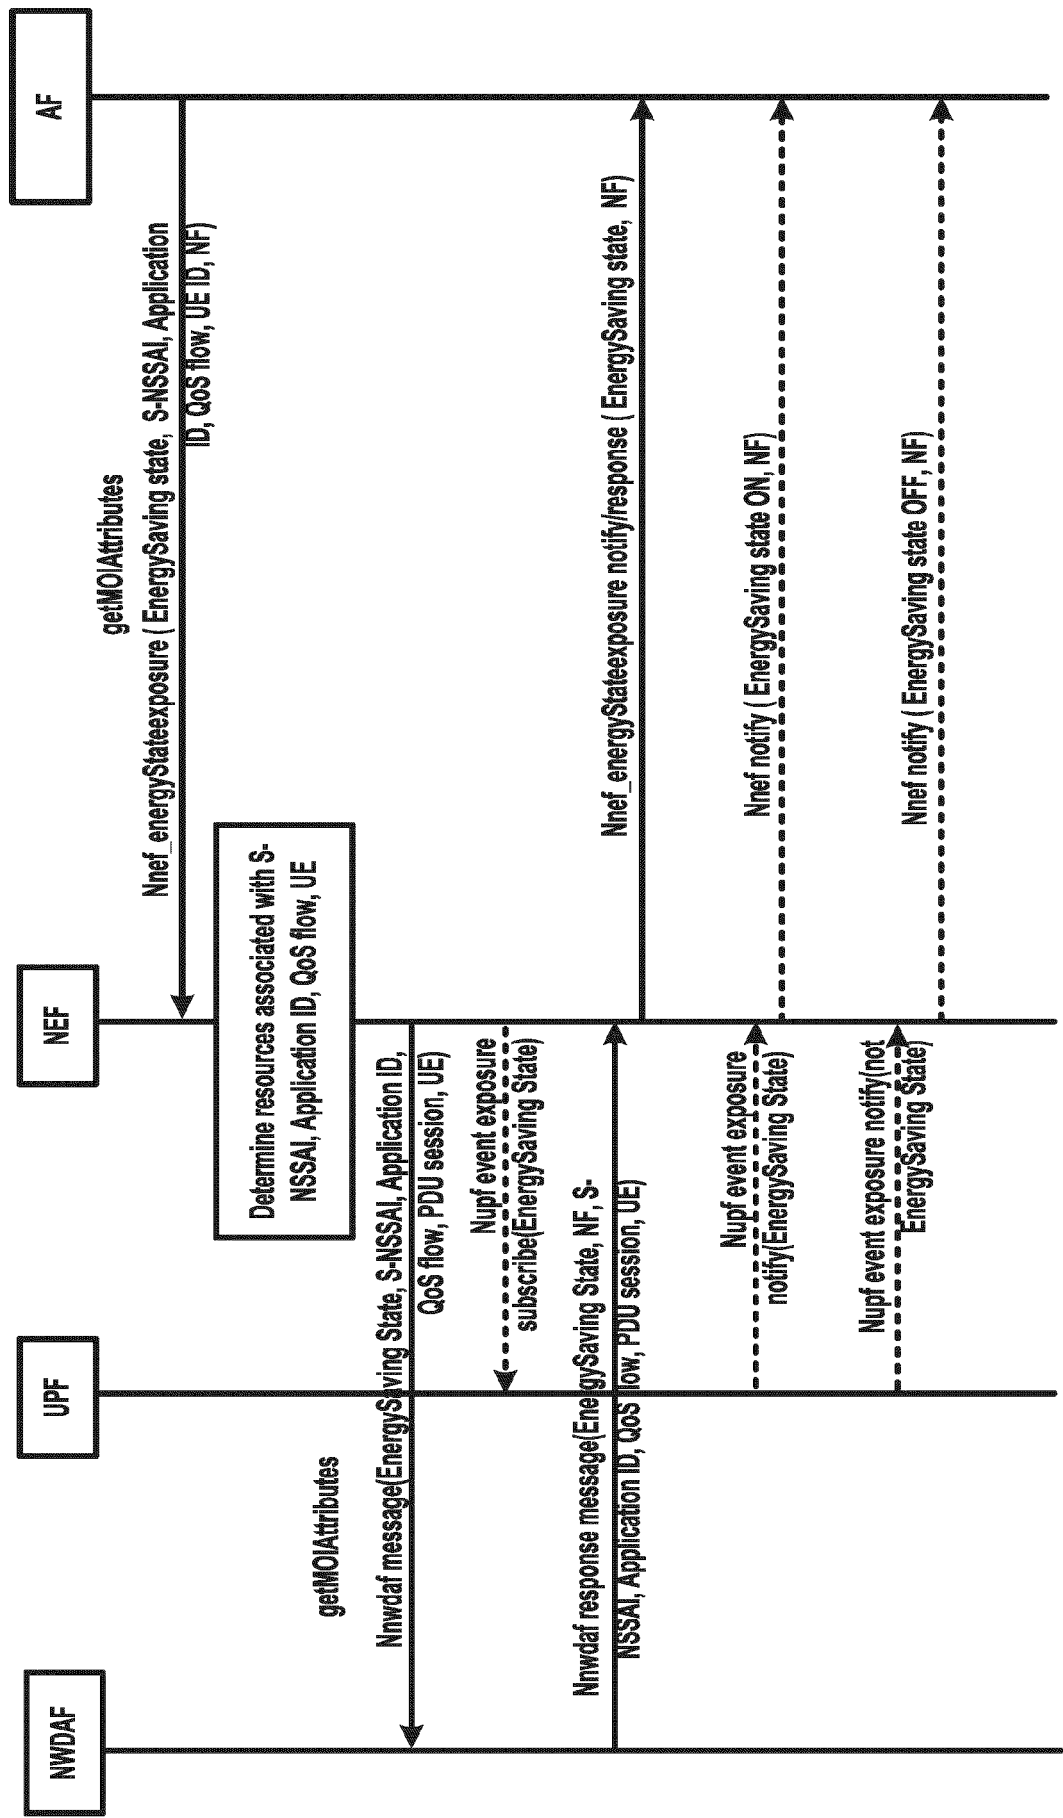 NWDAF
UPF
NEF
AF
getMOIAttributes
Nnef_energyStateexposure ( EnergySaving state, S-NSSAI, Application
ID, QoS flow, UE ID, NF)
Determine resources associated with S-
NSSAI, Application ID, QoS flow, UE
getMOIAttributes
Nnwdaf message(EnergySaving State, S-NSSAI, Application ID,
QoS flow, PDU session, UE)
Nupf event exposure
subscribe(EnergySaving State)
Nnwdaf response message(EnergySaving State, NF, S-
NSSAI, Application ID, QoS flow, PDU session, UE)
Nnef_energyStateexposure notify/response ( EnergySaving state, NF)
Nupf event exposure
notify(EnergySaving State)
Nnef notify ( EnergySaving state ON, NF)
Nupf event exposure notify(not
EnergySaving State)
Nnef notify ( EnergySaving state OFF, NF)